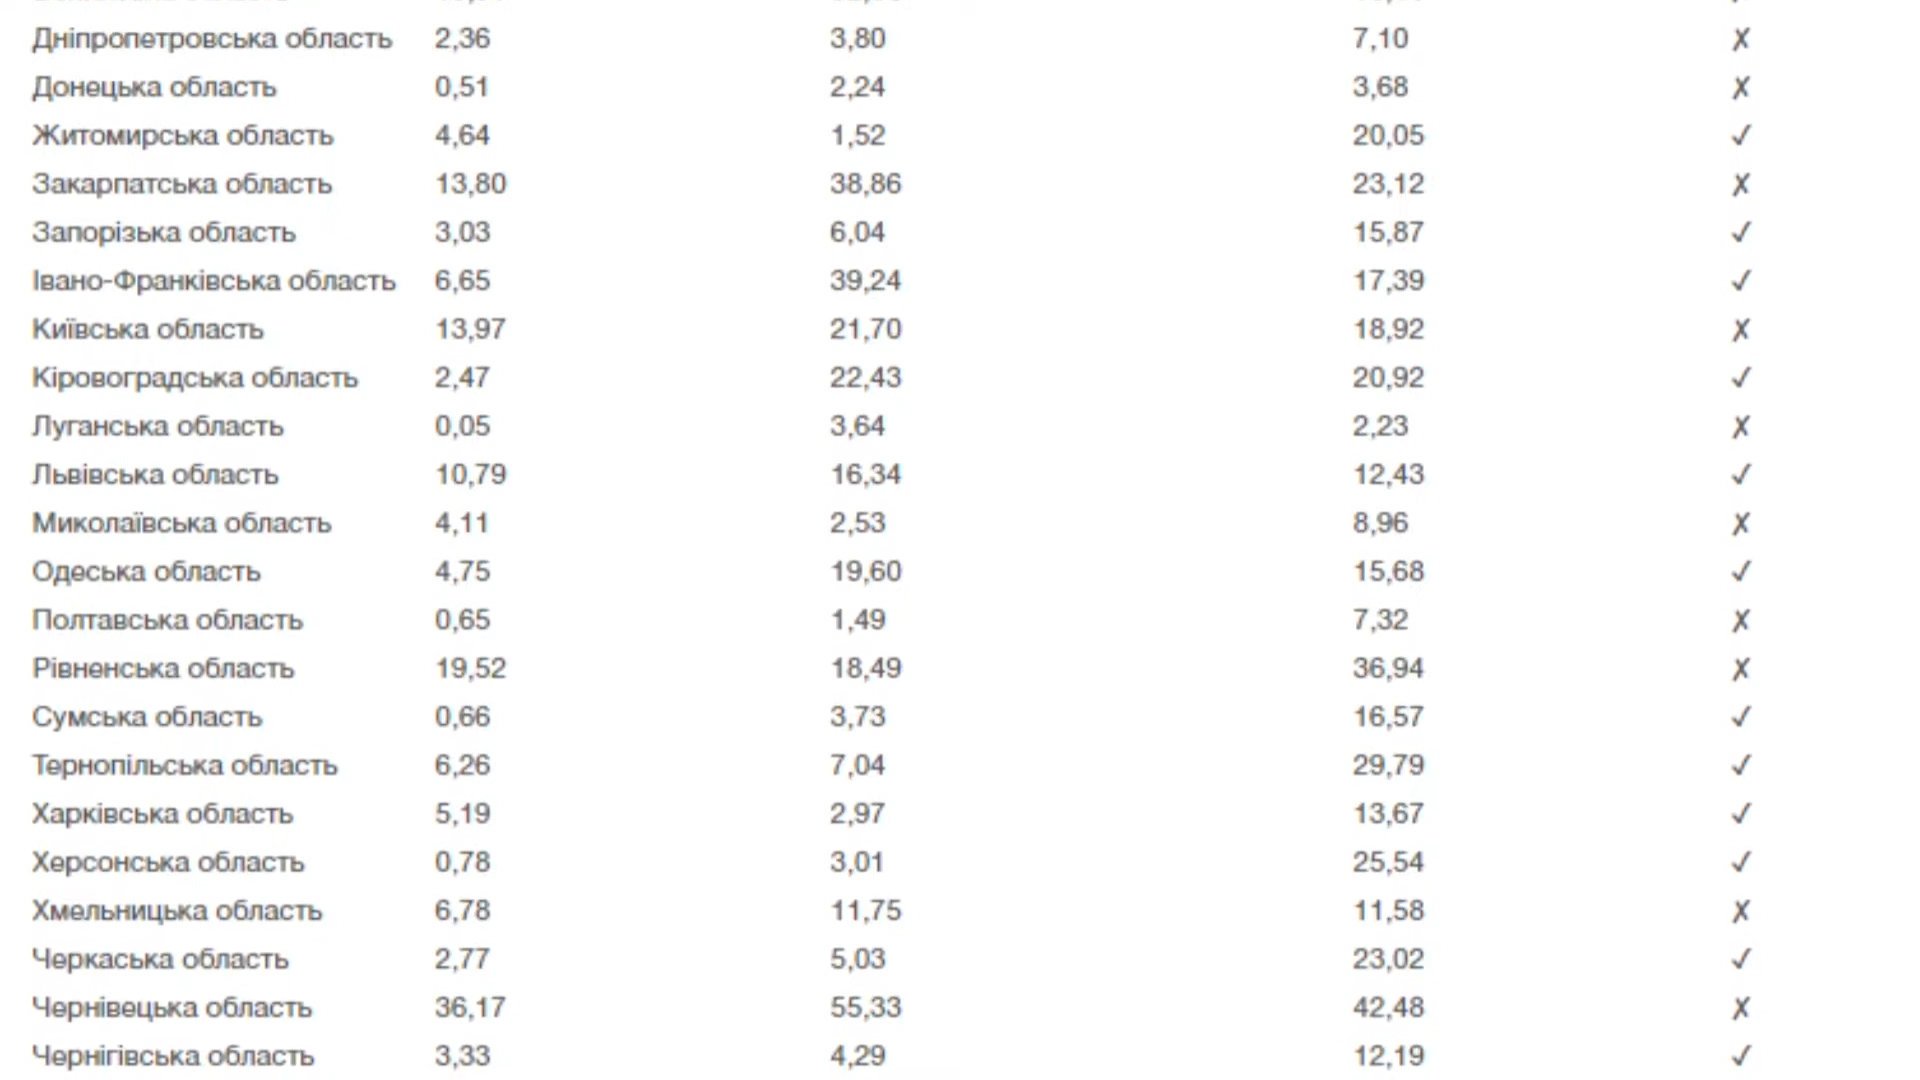 Дніпропетровська область 2,36 3,80 7,10 ✗
Донецька область 0,51 2,24 3,68 ✗
Житомирська область 4,64 1,52 20,05 ✓
Закарпатська область 13,80 38,86 23,12 ✗
Запорізька область 3,03 6,04 15,87 ✓
Івано-Франківська область 6,65 39,24 17,39 ✓
Київська область 13,97 21,70 18,92 ✗
Кіровоградська область 2,47 22,43 20,92 ✓
Луганська область 0,05 3,64 2,23 ✗
Львівська область 10,79 16,34 12,43 ✓
Миколаївська область 4,11 2,53 8,96 ✗
Одеська область 4,75 19,60 15,68 ✓
Полтавська область 0,65 1,49 7,32 ✗
Рівненська область 19,52 18,49 36,94 ✗
Сумська область 0,66 3,73 16,57 ✓
Тернопільська область 6,26 7,04 29,79 ✓
Харківська область 5,19 2,97 13,67 ✓
Херсонська область 0,78 3,01 25,54 ✓
Хмельницька область 6,78 11,75 11,58 ✗
Черкаська область 2,77 5,03 23,02 ✓
Чернівецька область 36,17 55,33 42,48 ✗
Чернігівська область 3,33 4,29 12,19 ✓